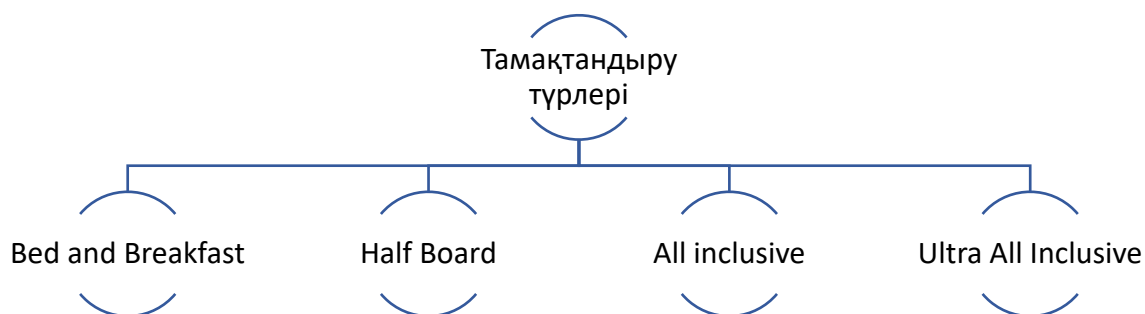 Тамақтандыру
түрлері
Bed and Breakfast
Half Board
All inclusive
Ultra All Inclusive